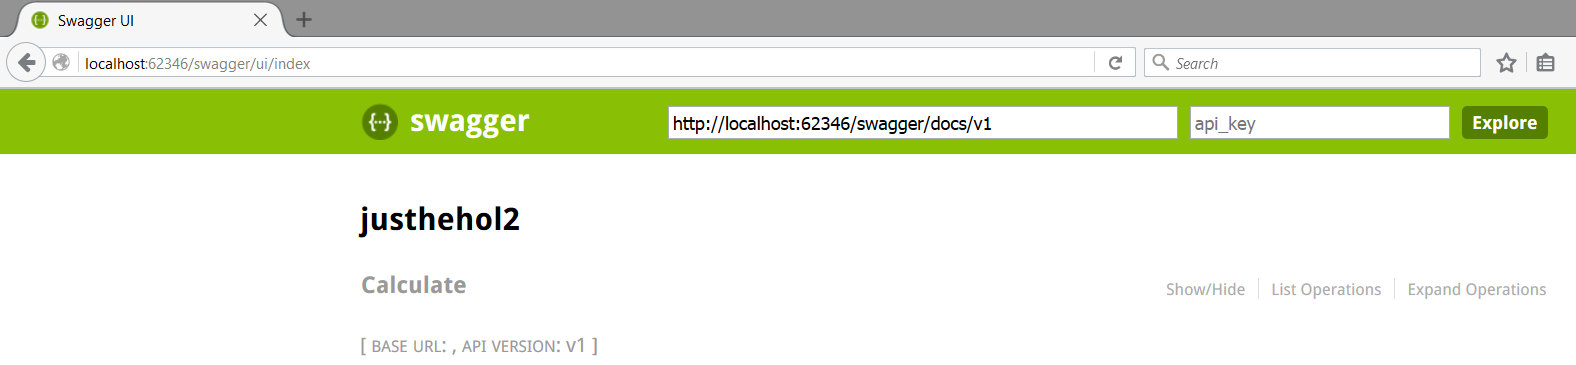 Swagger UI
localhost:62346/swagger/ui/index
Search
{···} swagger
http://localhost:62346/swagger/docs/v1
api_key
Explore
justhehol2
Calculate
Show/Hide
List Operations
Expand Operations
[ BASE URL: , API VERSION: v1 ]